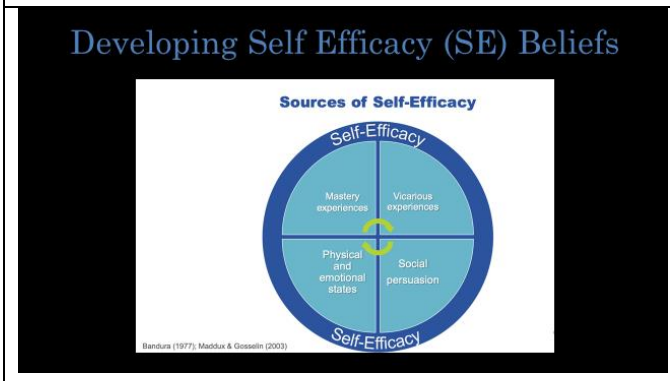 Developing Self Efficacy (SE) Beliefs
Sources of Self-Efficacy
Self-Efficacy
Mastery
experiences
Vicarious
experiences
Physical
and
emotional
states
Social
persuasion
Self-Efficacy
Bandura (1977); Maddux & Gosselin (2003)